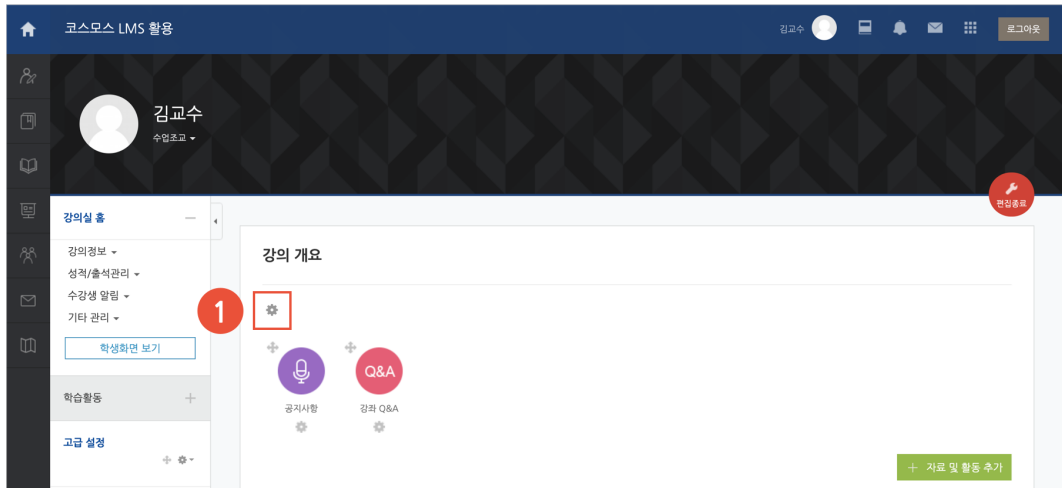 코스모스 LMS 활용
김교수
로그아웃
김교수
수업조교
편집종료
강의실 홈
강의정보
성적/출석관리
수강생 알림
기타 관리
학생화면 보기
학습활동
고급 설정
강의 개요
1
Q&A
공지사항
강좌 Q&A
+ 자료 및 활동 추가